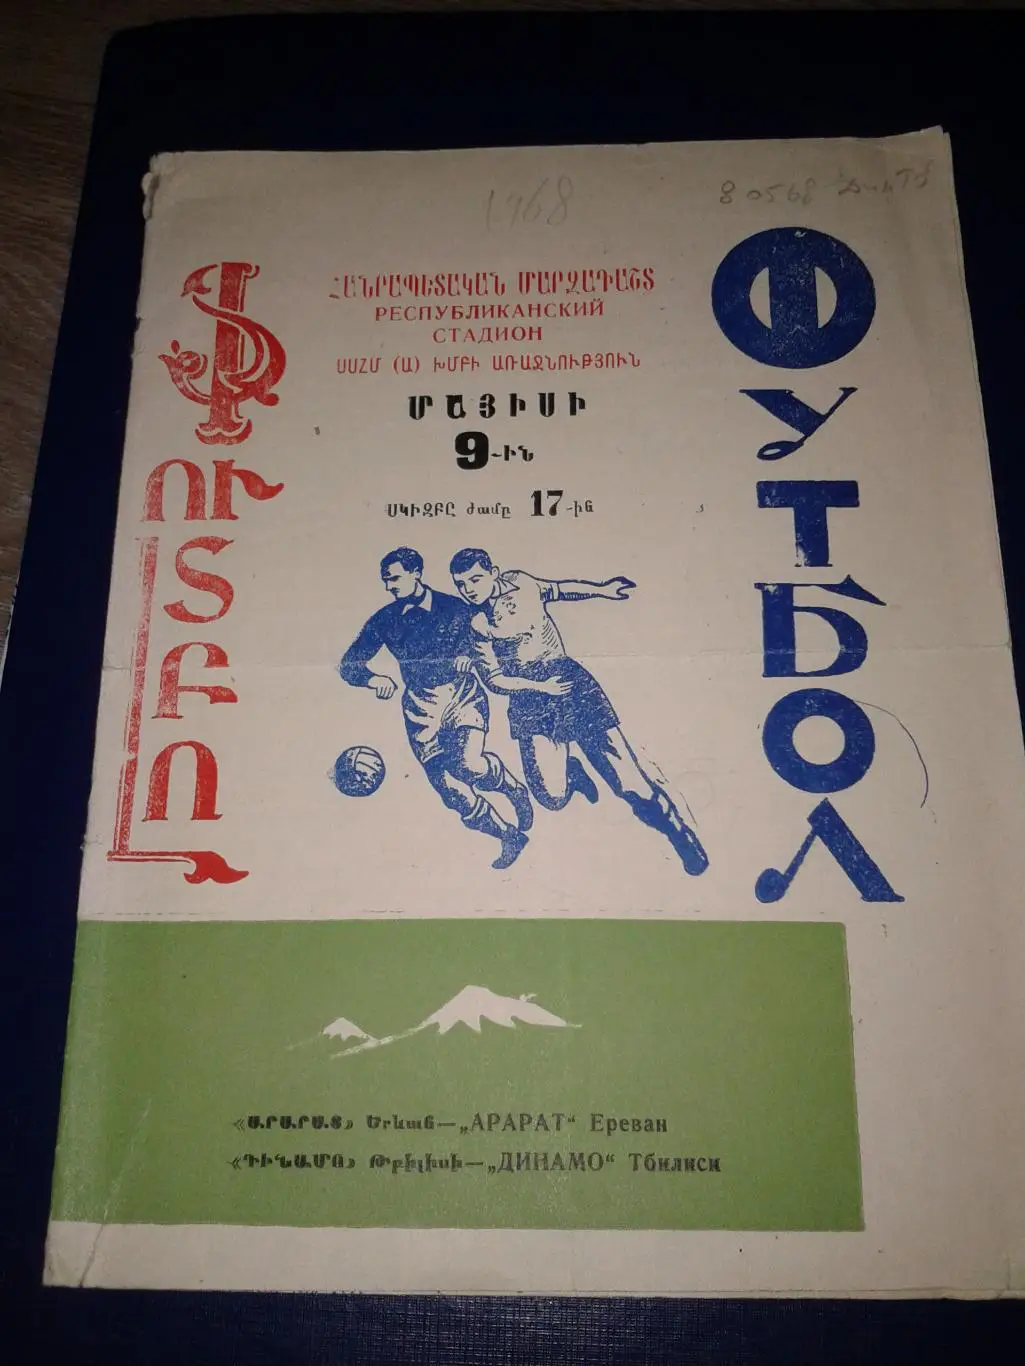 1968
80568
ՖՈՒՏԲՈԼ
ՀԱՆՐԱՊԵՏԱԿԱՆ ՄԱՐԶԱԴԱՇՏ
РЕСПУБЛИКАНСКИЙ
СТАДИОН
ՍՍՀՄ (Ա) ԽՄԲԻ ԱՌԱՋՆՈՒԹՅՈՒՆ
ՄԱՅԻՍԻ
9-ԻՆ
ՍԿԻԶԲԸ ժամը 17-ին
ФУТБОЛ
«ԱՐԱՐԱՏ» Երևան—„АРАРАТ“ Ереван
«ԴԻՆԱՄՈ» Թբիլիսի—„ДИНАМО“ Тбилиси